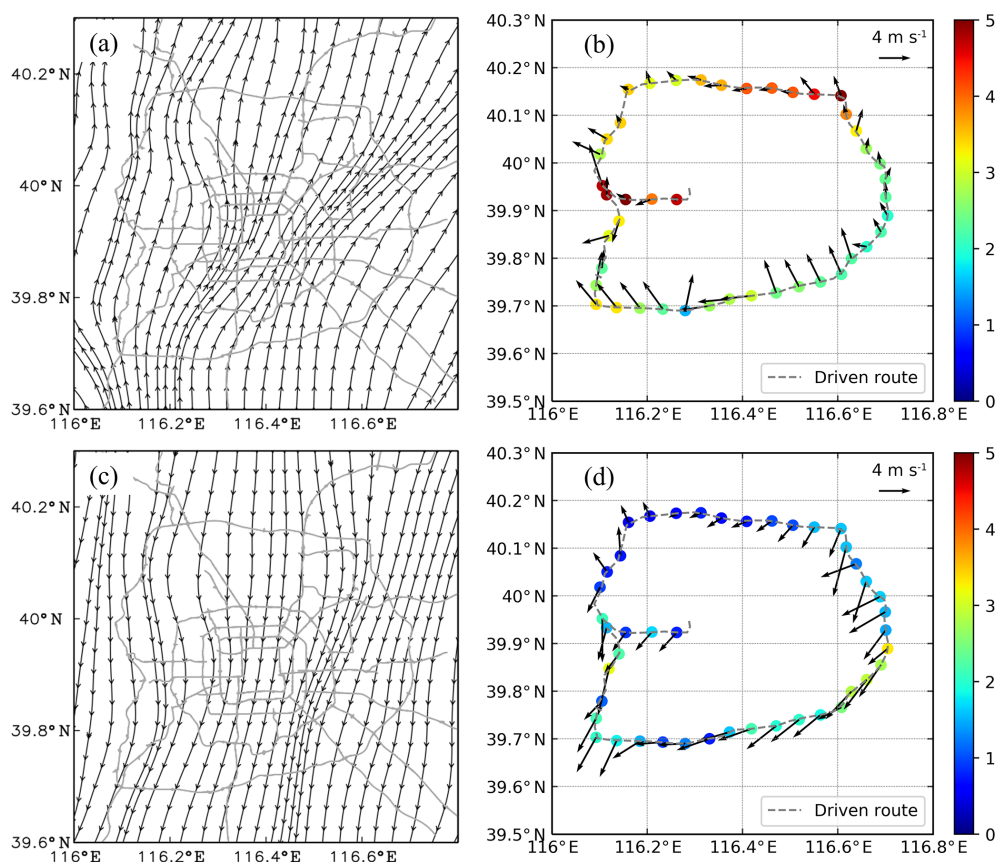 (a)
40.2°N
40°N
39.8°N
39.6°N
116°E
116.2°E
116.4°E
116.6°E
(b)
4 m s⁻¹
40.3°N
40.2°N
40.1°N
40°N
39.9°N
39.8°N
39.7°N
39.6°N
39.5°N
116°E
116.2°E
116.4°E
116.6°E
116.8°E
Driven route
5
4
3
2
1
0
(c)
40.2°N
40°N
39.8°N
39.6°N
116°E
116.2°E
116.4°E
116.6°E
(d)
4 m s⁻¹
40.3°N
40.2°N
40.1°N
40°N
39.9°N
39.8°N
39.7°N
39.6°N
39.5°N
116°E
116.2°E
116.4°E
116.6°E
116.8°E
Driven route
5
4
3
2
1
0